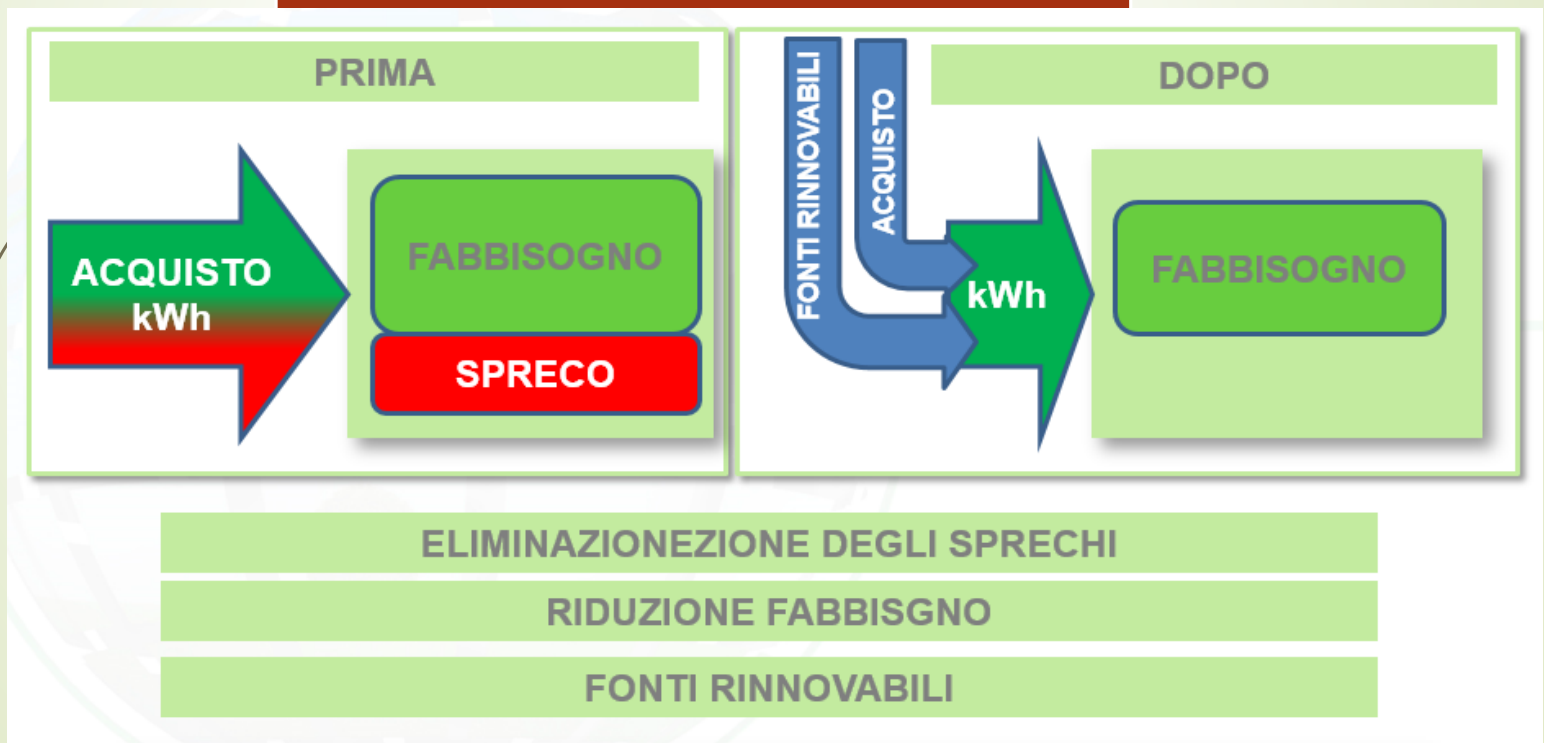 PRIMA
ACQUISTO
kWh
FABBISOGNO
SPRECO
FONTI RINNOVABILI
ACQUISTO
DOPO
kWh
FABBISOGNO
ELIMINAZIONEZIONE DEGLI SPRECHI
RIDUZIONE FABBISGNO
FONTI RINNOVABILI